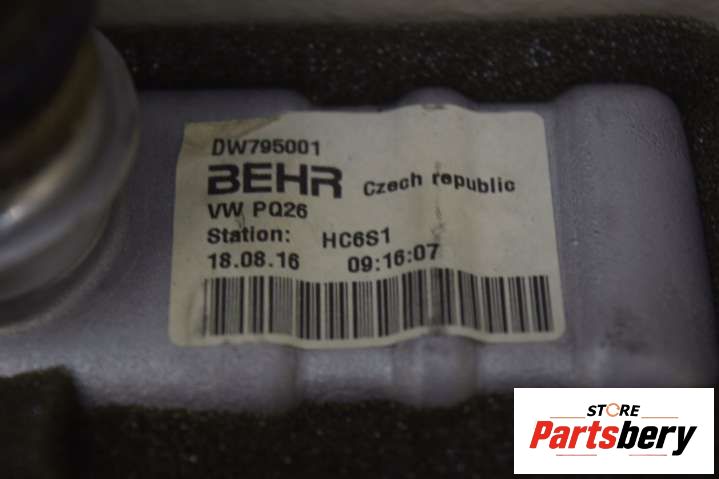 DW795001
BEHR Czech republic
VW PQ26
Station: HC6S1
18.08.16 09:16:07
STORE
Partsbery